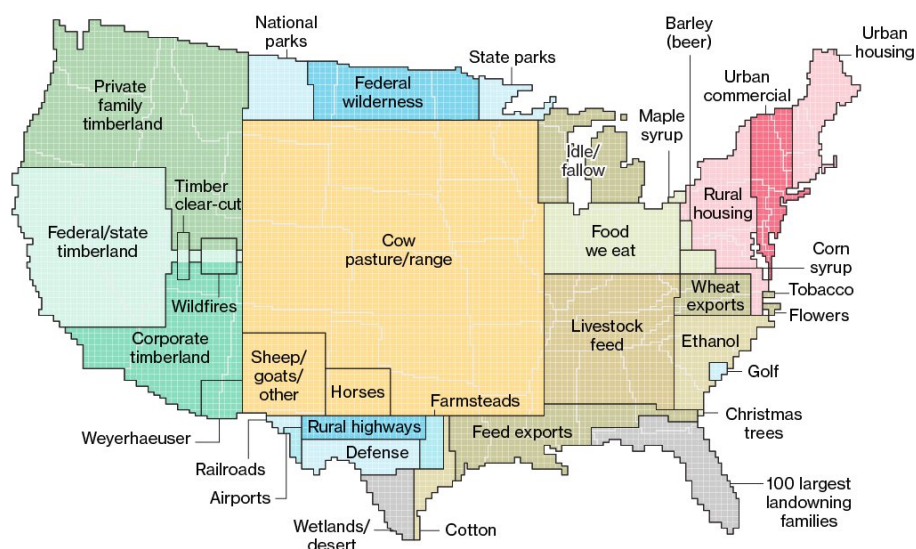 National
parks
Barley
(beer)
Urban
housing
State parks
Urban
commercial
Private
family
timberland
Federal
wilderness
Maple
syrup
Idle/
fallow
Timber
clear-cut
Rural
housing
Federal/state
timberland
Cow
pasture/range
Food
we eat
Corn
syrup
Wildfires
Wheat
exports
Tobacco
Flowers
Corporate
timberland
Livestock
feed
Ethanol
Sheep/
goats/
other
Horses
Golf
Farmsteads
Weyerhaeuser
Rural highways
Feed exports
Christmas
trees
Railroads
Defense
Airports
100 largest
landowning
families
Wetlands/
desert
Cotton